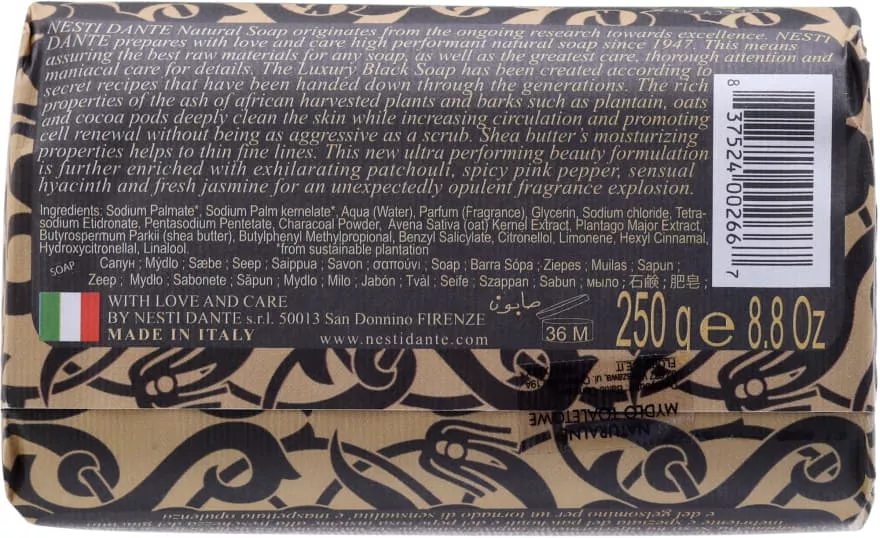 NESTI DANTE Natural Soap originates from the ongoing research towards excellence. NESTI
DANTE prepares with love and care high performant natural soap since 1947. This means
assuring the best raw materials for any soap, as well as the greatest care, thorough attention and
maniacal care for details. The Luxury Black Soap has been created according to
secret recipes that have been handed down through the generations. The rich
properties of the ash of african harvested plants and barks such as plantain, oats
and cocoa pods deeply clean the skin while increasing circulation and promoting
cell renewal without being as aggressive as a scrub. Shea butter's moisturizing
properties helps to thin fine lines. This new ultra performing beauty formulation
is further enriched with exhilarating patchouli, spicy pink pepper, sensual
hyacinth and fresh jasmine for an unexpectedly opulent fragrance explosion.
8 37524 00266 7
Ingredients: Sodium Palmate*, Sodium Palm kernelate*, Aqua (Water), Parfum (Fragrance), Glycerin, Sodium chloride, Tetra-
sodium Etidronate, Pentasodium Pentetate, Characoal Powder, Avena Sativa (oat) Kernel Extract, Plantago Major Extract,
Butyrospermum Parkii (shea butter), Butylphenyl Methylpropional, Benzyl Salicylate, Citronellol, Limonene, Hexyl Cinnamal,
Hydroxycitronellal, Linalool. *from sustainable plantation
SOAP Сапун ; Mýdlo ; Sæbe ; Seep ; Saippua ; Savon ; σαπούνι ; Soap ; Barra Sópa ; Ziepes ; Muilas ; Sapun ;
Zeep ; Mydło ; Sabonete ; Săpun ; Mydlo ; Milo ; Jabón ; Tvål ; Seife ; Szappan ; Sabun ; мыло ; 石鹸 ; 肥皂 ;
صابون
WITH LOVE AND CARE
BY NESTI DANTE s.r.l. 50013 San Donnino FIRENZE
MADE IN ITALY
www.nestidante.com
36 M
250 g e 8.8 Oz
NATURALNE
MYDŁO TOALETOWE